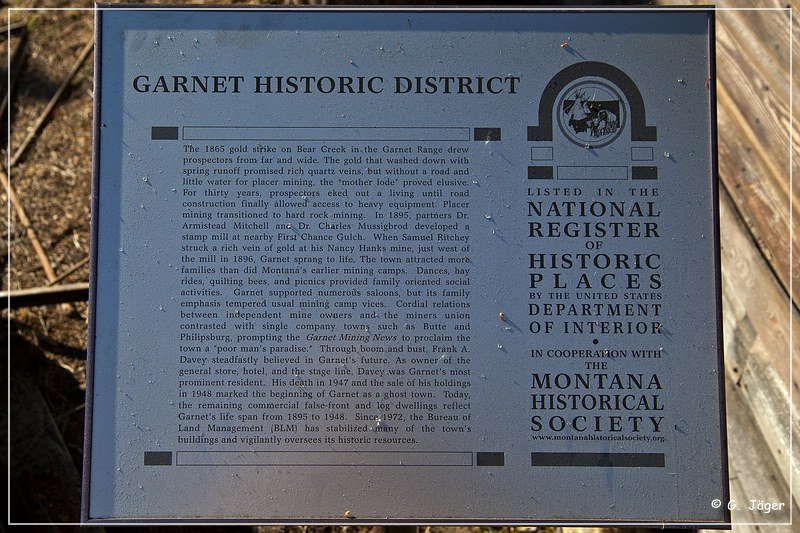 GARNET HISTORIC DISTRICT
The 1865 gold strike on Bear Creek in the Garnet Range drew
prospectors from far and wide. The gold that washed down with
spring runoff promised rich quartz veins, but without a road and
little water for placer mining, the "mother lode" proved elusive.
For thirty years, prospectors eked out a living until road
construction finally allowed access to heavy equipment. Placer
mining transitioned to hard rock mining. In 1895, partners Dr.
Armistead Mitchell and Dr. Charles Mussigbrod developed a
stamp mill at nearby First Chance Gulch. When Samuel Ritchey
struck a rich vein of gold at his Nancy Hanks mine, just west of
the mill in 1896, Garnet sprang to life. The town attracted more
families than did Montana's earlier mining camps. Dances, hay
rides, quilting bees, and picnics provided family oriented social
activities. Garnet supported numerous saloons, but its family
emphasis tempered usual mining camp vices. Cordial relations
between independent mine owners and the miners union
contrasted with single company towns such as Butte and
Philipsburg, prompting the Garnet Mining News to proclaim the
town a "poor man's paradise." Through boom and bust, Frank A.
Davey steadfastly believed in Garnet's future. As owner of the
general store, hotel, and the stage line, Davey was Garnet's most
prominent resident. His death in 1947 and the sale of his holdings
in 1948 marked the beginning of Garnet as a ghost town. Today,
the remaining commercial false-front and log dwellings reflect
Garnet's life span from 1895 to 1948. Since 1972, the Bureau of
Land Management (BLM) has stabilized many of the town's
buildings and vigilantly oversees its historic resources.
LISTED IN THE
NATIONAL
REGISTER
OF
HISTORIC
PLACES
BY THE UNITED STATES
DEPARTMENT
OF INTERIOR
•
IN COOPERATION WITH
THE
MONTANA
HISTORICAL
SOCIETY
www.montanahistoricalsociety.org
© G. Jäger